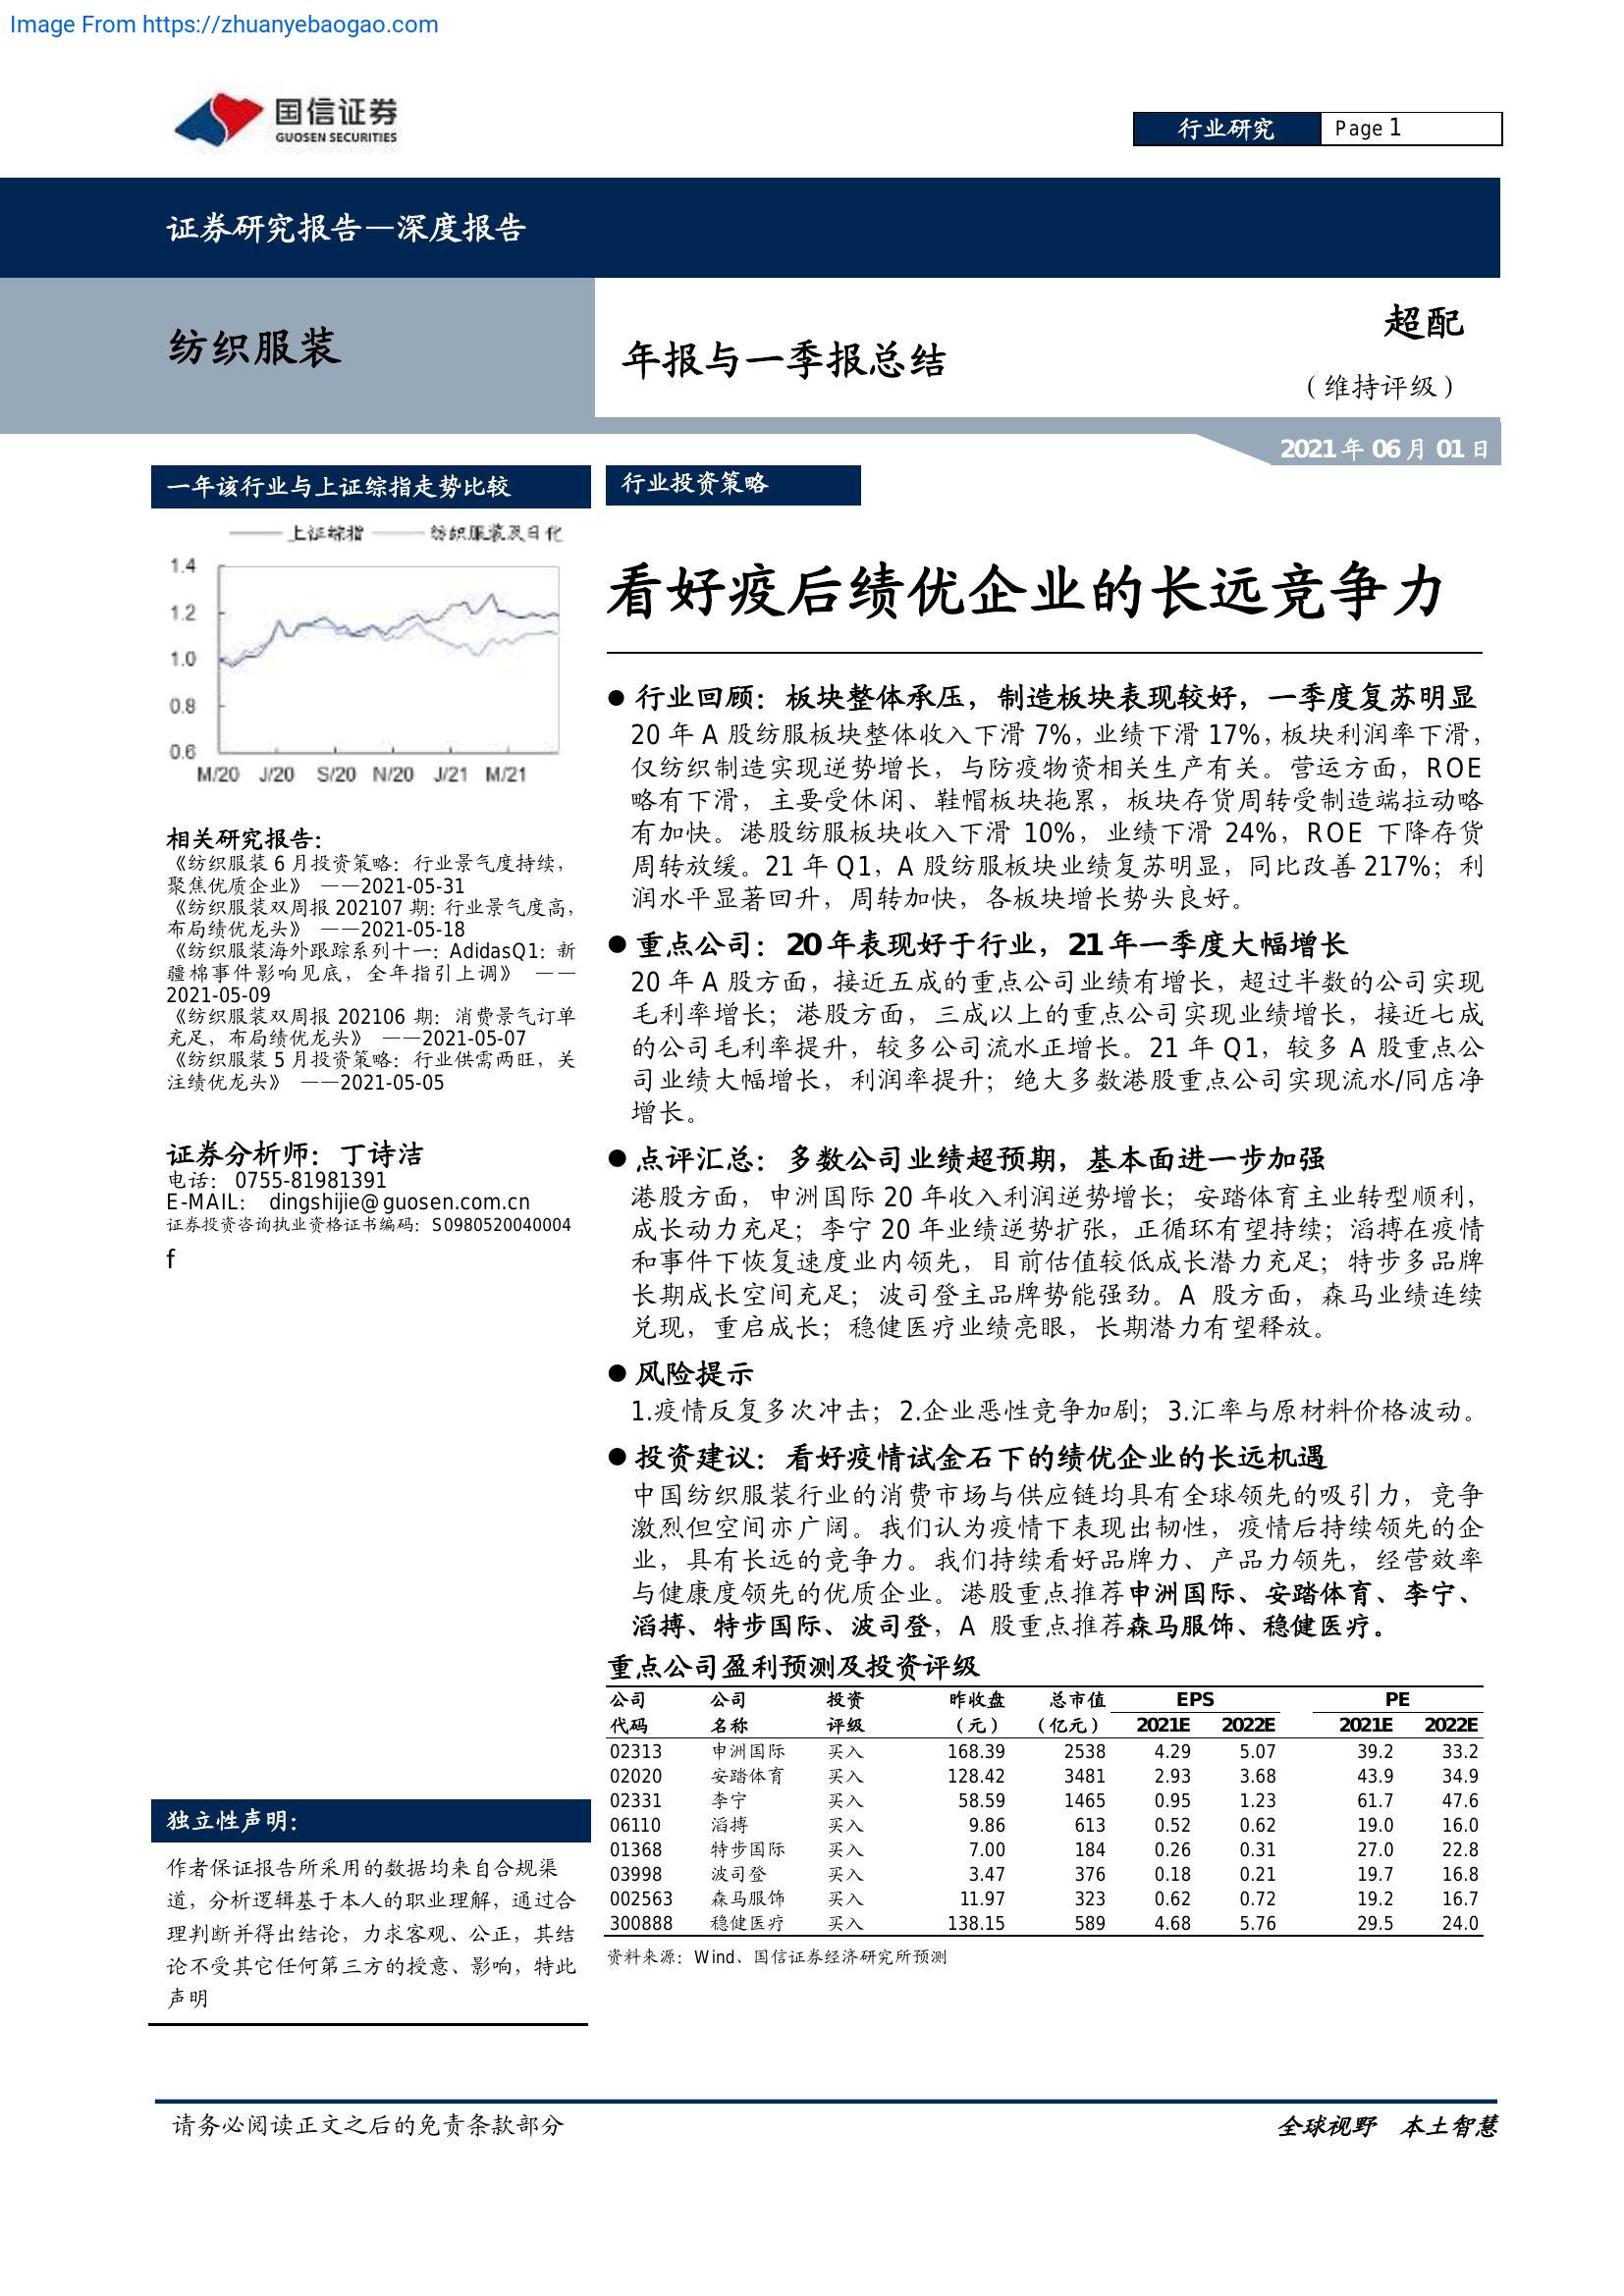 Image From https://zhuanyebaogao.com
国信证券
GUOSEN SECURITIES
行业研究 Page 1
证券研究报告—深度报告
纺织服装
年报与一季报总结
超配
（维持评级）
2021 年 06 月 01 日
一年该行业与上证综指走势比较
上证综指 纺织服装及日化
1.4
1.2
1.0
0.8
0.6
M/20 J/20 S/20 N/20 J/21 M/21
相关研究报告：
《纺织服装 6 月投资策略：行业景气度持续，
聚焦优质企业》 ——2021-05-31
《纺织服装双周报 202107 期：行业景气度高，
布局绩优龙头》 ——2021-05-18
《纺织服装海外跟踪系列十一：AdidasQ1：新
疆棉事件影响见底，全年指引上调》 ——
2021-05-09
《纺织服装双周报 202106 期：消费景气订单
充足，布局绩优龙头》 ——2021-05-07
《纺织服装 5 月投资策略：行业供需两旺，关
注绩优龙头》 ——2021-05-05
证券分析师：丁诗洁
电话： 0755-81981391
E-MAIL： dingshijie@guosen.com.cn
证券投资咨询执业资格证书编码：S0980520040004
f
独立性声明：
作者保证报告所采用的数据均来自合规渠
道，分析逻辑基于本人的职业理解，通过合
理判断并得出结论，力求客观、公正，其结
论不受其它任何第三方的授意、影响，特此
声明
行业投资策略
看好疫后绩优企业的长远竞争力
● 行业回顾：板块整体承压，制造板块表现较好，一季度复苏明显
20 年 A 股纺服板块整体收入下滑 7%，业绩下滑 17%，板块利润率下滑，
仅纺织制造实现逆势增长，与防疫物资相关生产有关。营运方面，ROE
略有下滑，主要受休闲、鞋帽板块拖累，板块存货周转受制造端拉动略
有加快。港股纺服板块收入下滑 10%，业绩下滑 24%，ROE 下降存货
周转放缓。21 年 Q1，A 股纺服板块业绩复苏明显，同比改善 217%；利
润水平显著回升，周转加快，各板块增长势头良好。
● 重点公司：20 年表现好于行业，21 年一季度大幅增长
20 年 A 股方面，接近五成的重点公司业绩有增长，超过半数的公司实现
毛利率增长；港股方面，三成以上的重点公司实现业绩增长，接近七成
的公司毛利率提升，较多公司流水正增长。21 年 Q1，较多 A 股重点公
司业绩大幅增长，利润率提升；绝大多数港股重点公司实现流水/同店净
增长。
● 点评汇总：多数公司业绩超预期，基本面进一步加强
港股方面，申洲国际 20 年收入利润逆势增长；安踏体育主业转型顺利，
成长动力充足；李宁 20 年业绩逆势扩张，正循环有望持续；滔搏在疫情
和事件下恢复速度业内领先，目前估值较低成长潜力充足；特步多品牌
长期成长空间充足；波司登主品牌势能强劲。A 股方面，森马业绩连续
兑现，重启成长；稳健医疗业绩亮眼，长期潜力有望释放。
● 风险提示
1.疫情反复多次冲击；2.企业恶性竞争加剧；3.汇率与原材料价格波动。
● 投资建议：看好疫情试金石下的绩优企业的长远机遇
中国纺织服装行业的消费市场与供应链均具有全球领先的吸引力，竞争
激烈但空间亦广阔。我们认为疫情下表现出韧性，疫情后持续领先的企
业，具有长远的竞争力。我们持续看好品牌力、产品力领先，经营效率
与健康度领先的优质企业。港股重点推荐申洲国际、安踏体育、李宁、
滔搏、特步国际、波司登，A 股重点推荐森马服饰、稳健医疗。
重点公司盈利预测及投资评级
公司 公司 投资 昨收盘 总市值 EPS PE
代码 名称 评级 （元） （亿元） 2021E 2022E 2021E 2022E
02313 申洲国际 买入 168.39 2538 4.29 5.07 39.2 33.2
02020 安踏体育 买入 128.42 3481 2.93 3.68 43.9 34.9
02331 李宁 买入 58.59 1465 0.95 1.23 61.7 47.6
06110 滔搏 买入 9.86 613 0.52 0.62 19.0 16.0
01368 特步国际 买入 7.00 184 0.26 0.31 27.0 22.8
03998 波司登 买入 3.47 376 0.18 0.21 19.7 16.8
002563 森马服饰 买入 11.97 323 0.62 0.72 19.2 16.7
300888 稳健医疗 买入 138.15 589 4.68 5.76 29.5 24.0
资料来源：Wind、国信证券经济研究所预测
请务必阅读正文之后的免责条款部分
全球视野 本土智慧